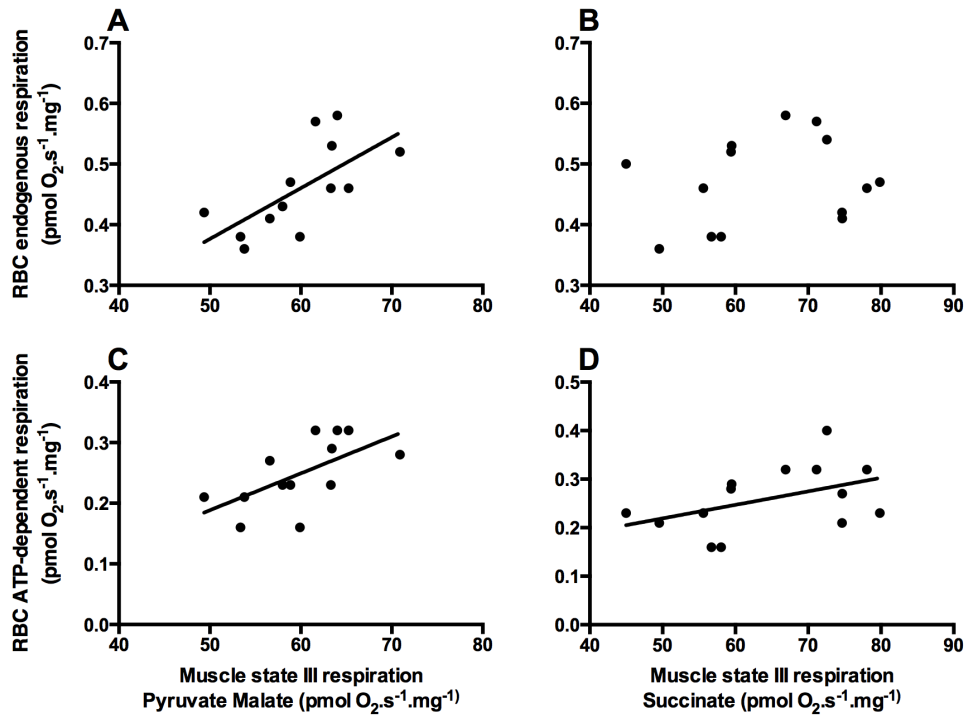 A
B
RBC endogenous respiration
(pmol O₂.s⁻¹.mg⁻¹)
0.7
0.6
0.5
0.4
0.3
40 50 60 70 80
0.7
0.6
0.5
0.4
0.3
40 50 60 70 80 90
C
D
RBC ATP-dependent respiration
(pmol O₂.s⁻¹.mg⁻¹)
0.4
0.3
0.2
0.1
0.0
40 50 60 70 80
Muscle state III respiration
Pyruvate Malate (pmol O₂.s⁻¹.mg⁻¹)
0.5
0.4
0.3
0.2
0.1
0.0
40 50 60 70 80 90
Muscle state III respiration
Succinate (pmol O₂.s⁻¹.mg⁻¹)